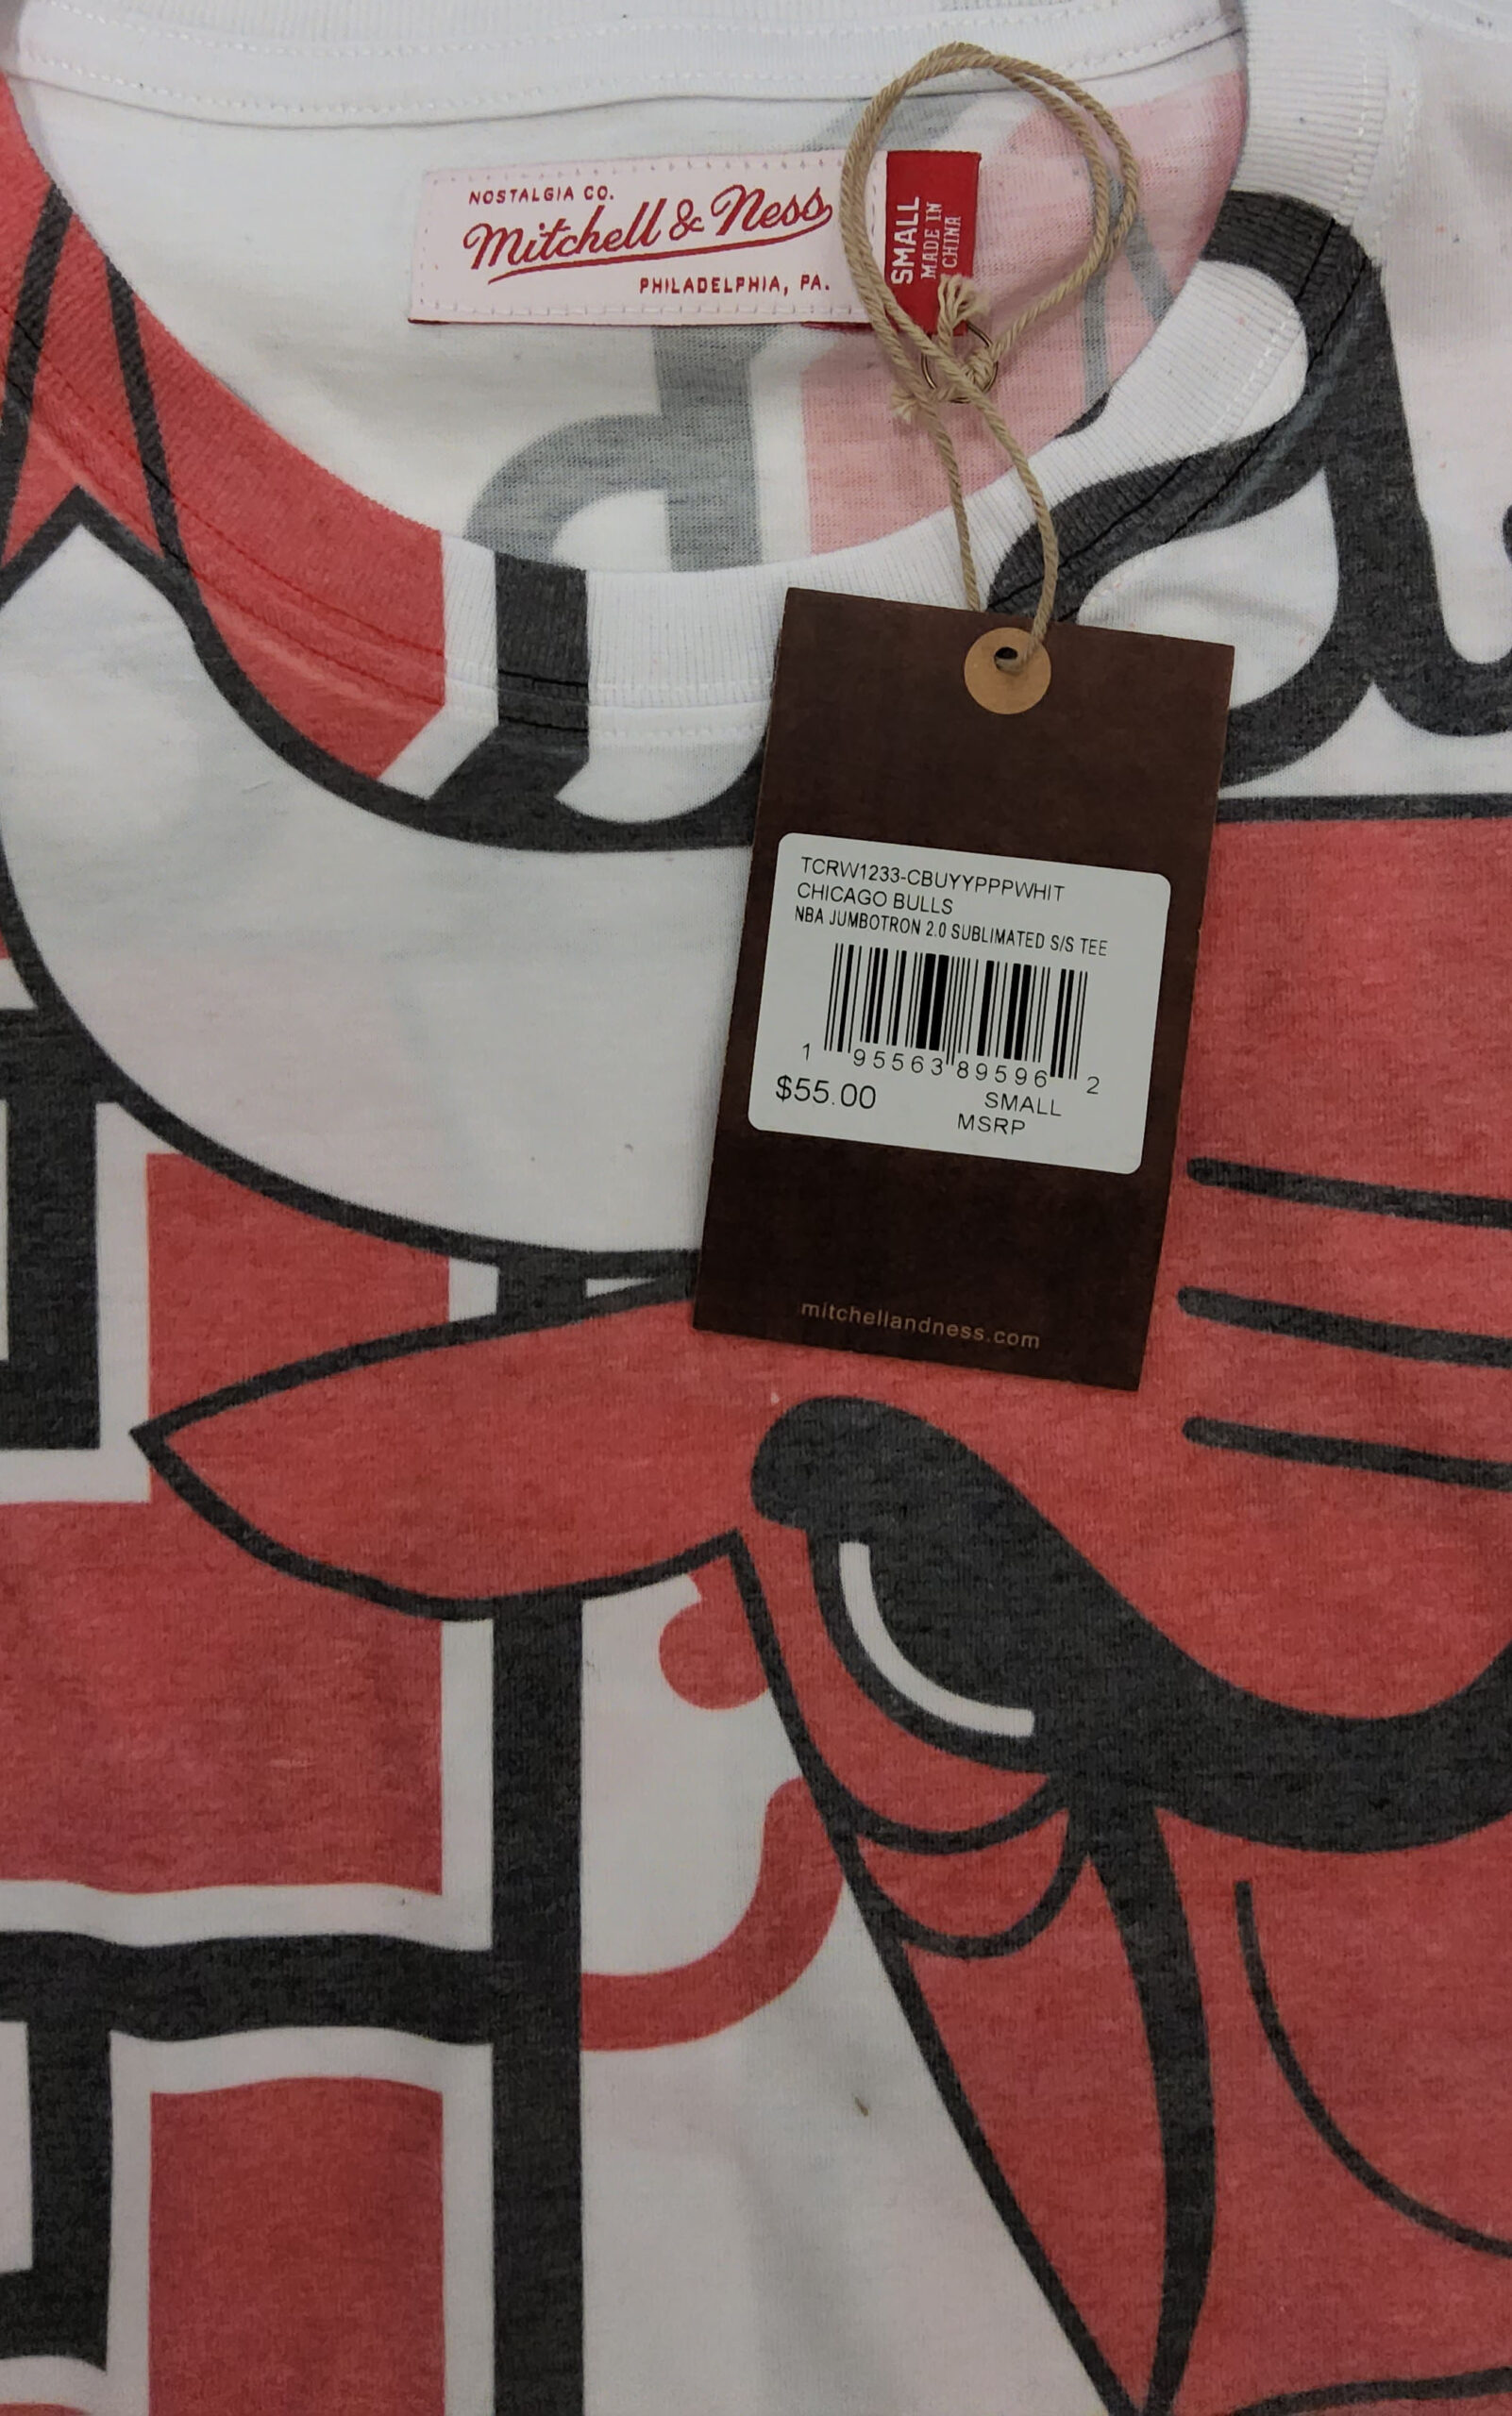 NOSTALGIA CO.
Mitchell & Ness
PHILADELPHIA, PA.
SMALL
MADE IN
CHINA
TCRW1233-CBUYYPPPWHIT
CHICAGO BULLS
NBA JUMBOTRON 2.0 SUBLIMATED S/S TEE
1 95563 89596 2
$55.00 SMALL
MSRP
mitchellandness.com